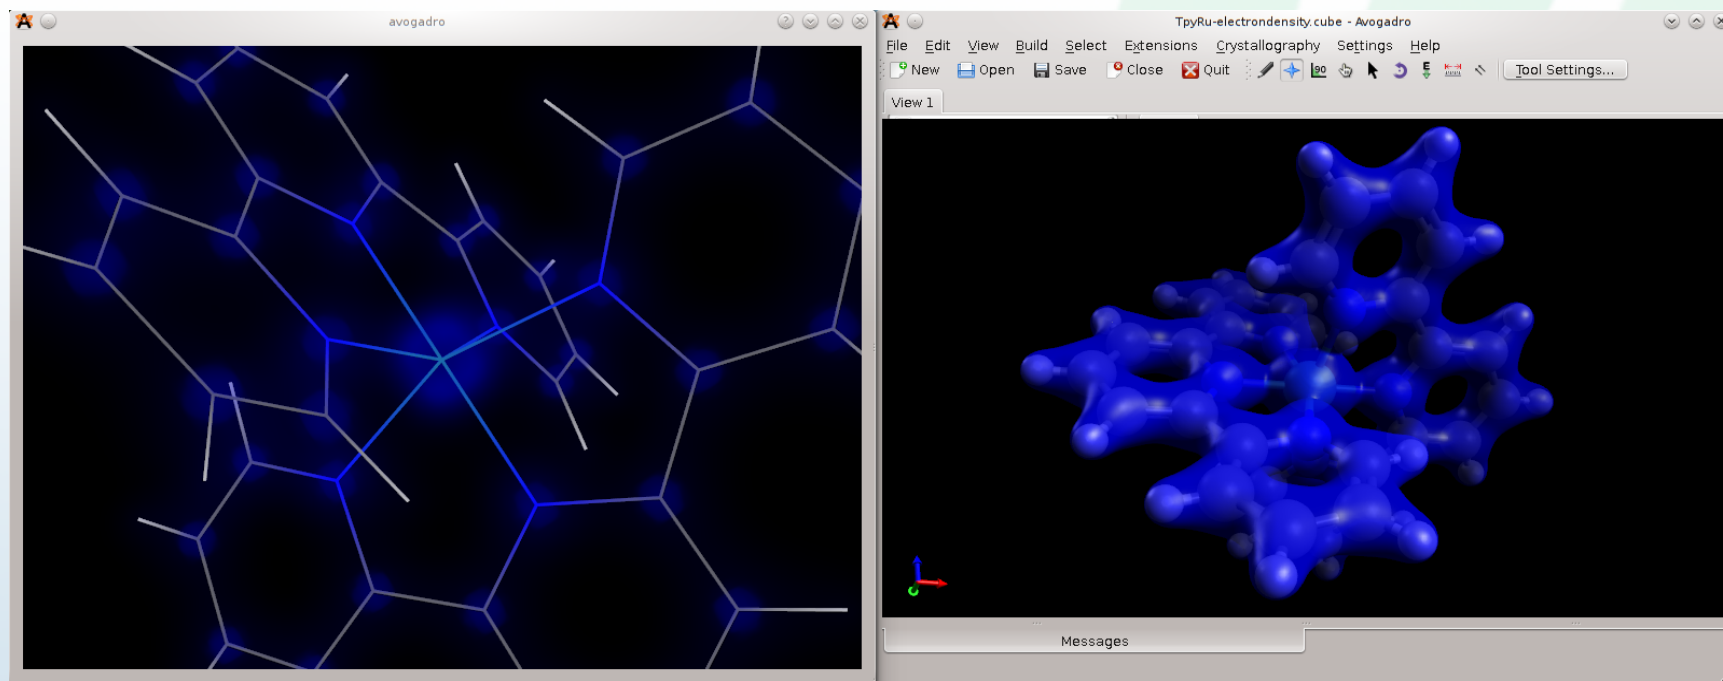 avogadro
TpyRu-electrondensity.cube - Avogadro
File Edit View Build Select Extensions Crystallography Settings Help
New Open Save Close Quit 90 E Tool Settings...
View 1
Messages